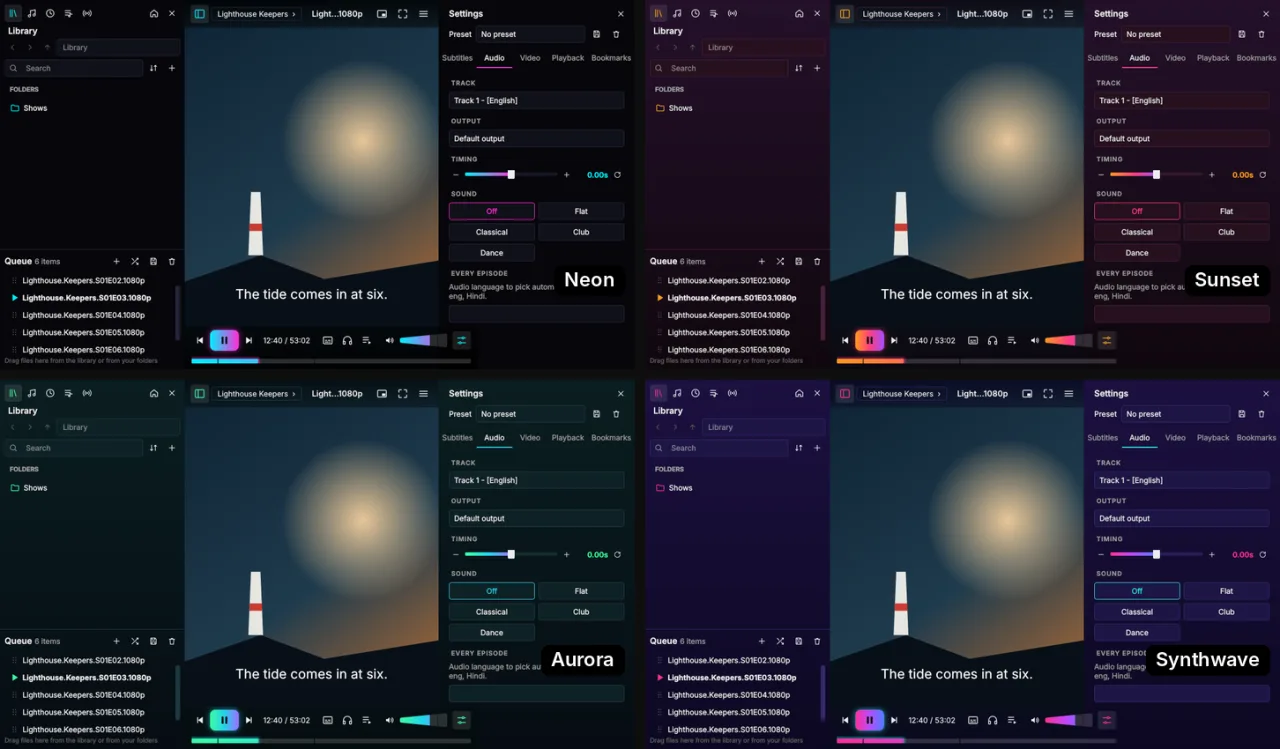 Library
Library
Search
FOLDERS
Shows
Queue 6 items
Lighthouse.Keepers.S01E02.1080p
Lighthouse.Keepers.S01E03.1080p
Lighthouse.Keepers.S01E04.1080p
Lighthouse.Keepers.S01E05.1080p
Lighthouse.Keepers.S01E06.1080p
Drag files here from the library or from your folders
Lighthouse Keepers ›
Light...1080p
The tide comes in at six.
12:40 / 53:02
Settings
Preset No preset
Subtitles Audio Video Playback Bookmarks
TRACK
Track 1 - [English]
OUTPUT
Default output
TIMING
− + 0.00s
SOUND
Off Flat
Classical Club
Dance
EVERY EPISODE
Audio language to pick autom
eng, Hindi.
Neon
Library
Library
Search
FOLDERS
Shows
Queue 6 items
Lighthouse.Keepers.S01E02.1080p
Lighthouse.Keepers.S01E03.1080p
Lighthouse.Keepers.S01E04.1080p
Lighthouse.Keepers.S01E05.1080p
Lighthouse.Keepers.S01E06.1080p
Drag files here from the library or from your folders
Lighthouse Keepers ›
Light...1080p
The tide comes in at six.
12:40 / 53:02
Settings
Preset No preset
Subtitles Audio Video Playback Bookmarks
TRACK
Track 1 - [English]
OUTPUT
Default output
TIMING
− + 0.00s
SOUND
Off Flat
Classical Club
Dance
EVERY EPISODE
Audio language to pick au
eng, Hindi.
Sunset
Library
Library
Search
FOLDERS
Shows
Queue 6 items
Lighthouse.Keepers.S01E02.1080p
Lighthouse.Keepers.S01E03.1080p
Lighthouse.Keepers.S01E04.1080p
Lighthouse.Keepers.S01E05.1080p
Lighthouse.Keepers.S01E06.1080p
Drag files here from the library or from your folders
Lighthouse Keepers ›
Light...1080p
The tide comes in at six.
12:40 / 53:02
Settings
Preset No preset
Subtitles Audio Video Playback Bookmarks
TRACK
Track 1 - [English]
OUTPUT
Default output
TIMING
− + 0.00s
SOUND
Off Flat
Classical Club
Dance
EVERY EPISODE
Audio language to pick au
eng, Hindi.
Aurora
Library
Library
Search
FOLDERS
Shows
Queue 6 items
Lighthouse.Keepers.S01E02.1080p
Lighthouse.Keepers.S01E03.1080p
Lighthouse.Keepers.S01E04.1080p
Lighthouse.Keepers.S01E05.1080p
Lighthouse.Keepers.S01E06.1080p
Drag files here from the library or from your folders
Lighthouse Keepers ›
Light...1080p
The tide comes in at six.
12:40 / 53:02
Settings
Preset No preset
Subtitles Audio Video Playback Bookmarks
TRACK
Track 1 - [English]
OUTPUT
Default output
TIMING
− + 0.00s
SOUND
Off Flat
Classical Club
Dance
EVERY EPISOD
Audio language
eng, Hindi.
Synthwave